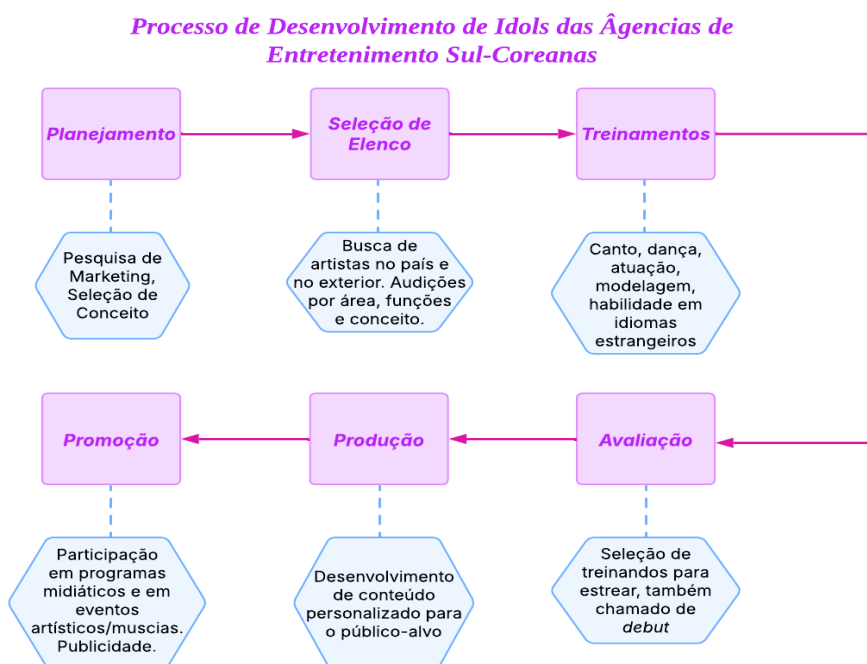 Processo de Desenvolvimento de Idols das Âgencias de
Entretenimento Sul-Coreanas
Planejamento
Seleção de
Elenco
Treinamentos
Pesquisa de
Marketing,
Seleção de
Conceito
Busca de
artistas no país e
no exterior. Audições
por área, funções
e conceito.
Canto, dança,
atuação,
modelagem,
habilidade em
idiomas
estrangeiros
Promoção
Produção
Avaliação
Participação
em programas
midiáticos e em
eventos
artísticos/muscias.
Publicidade.
Desenvolvimento
de conteúdo
personalizado para
o público-alvo
Seleção de
treinandos para
estrear, também
chamado de
debut